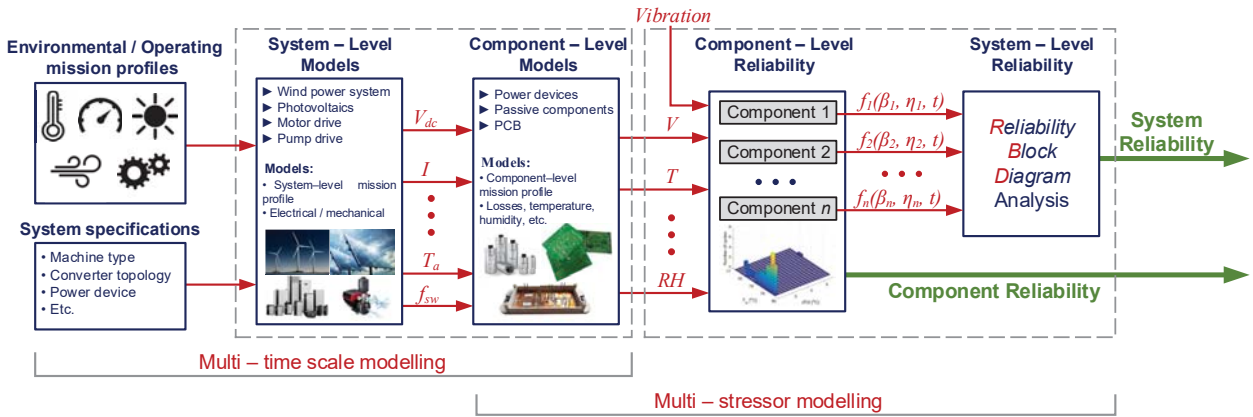 Vibration
Environmental / Operating
mission profiles
System – Level
Models
Component – Level
Models
Component – Level
Reliability
System – Level
Reliability
► Wind power system
► Photovoltaics
► Motor drive
► Pump drive
Models:
• System–level mission
profile
• Electrical / mechanical
V_dc
I
T_a
f_sw
► Power devices
► Passive components
► PCB
Models:
• Component–level
mission profile
• Losses, temperature,
humidity, etc.
V
T
RH
Component 1
Component 2
Component n
f_1(β_1, η_1, t)
f_2(β_2, η_2, t)
f_n(β_n, η_n, t)
Reliability
Block
Diagram
Analysis
System
Reliability
Component Reliability
System specifications
• Machine type
• Converter topology
• Power device
• Etc.
Multi – time scale modelling
Multi – stressor modelling